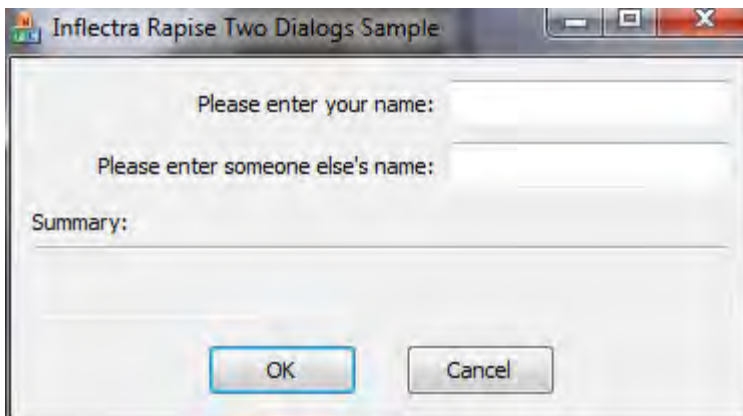 Inflectra Rapise Two Dialogs Sample
Please enter your name:
Please enter someone else's name:
Summary:
OK
Cancel